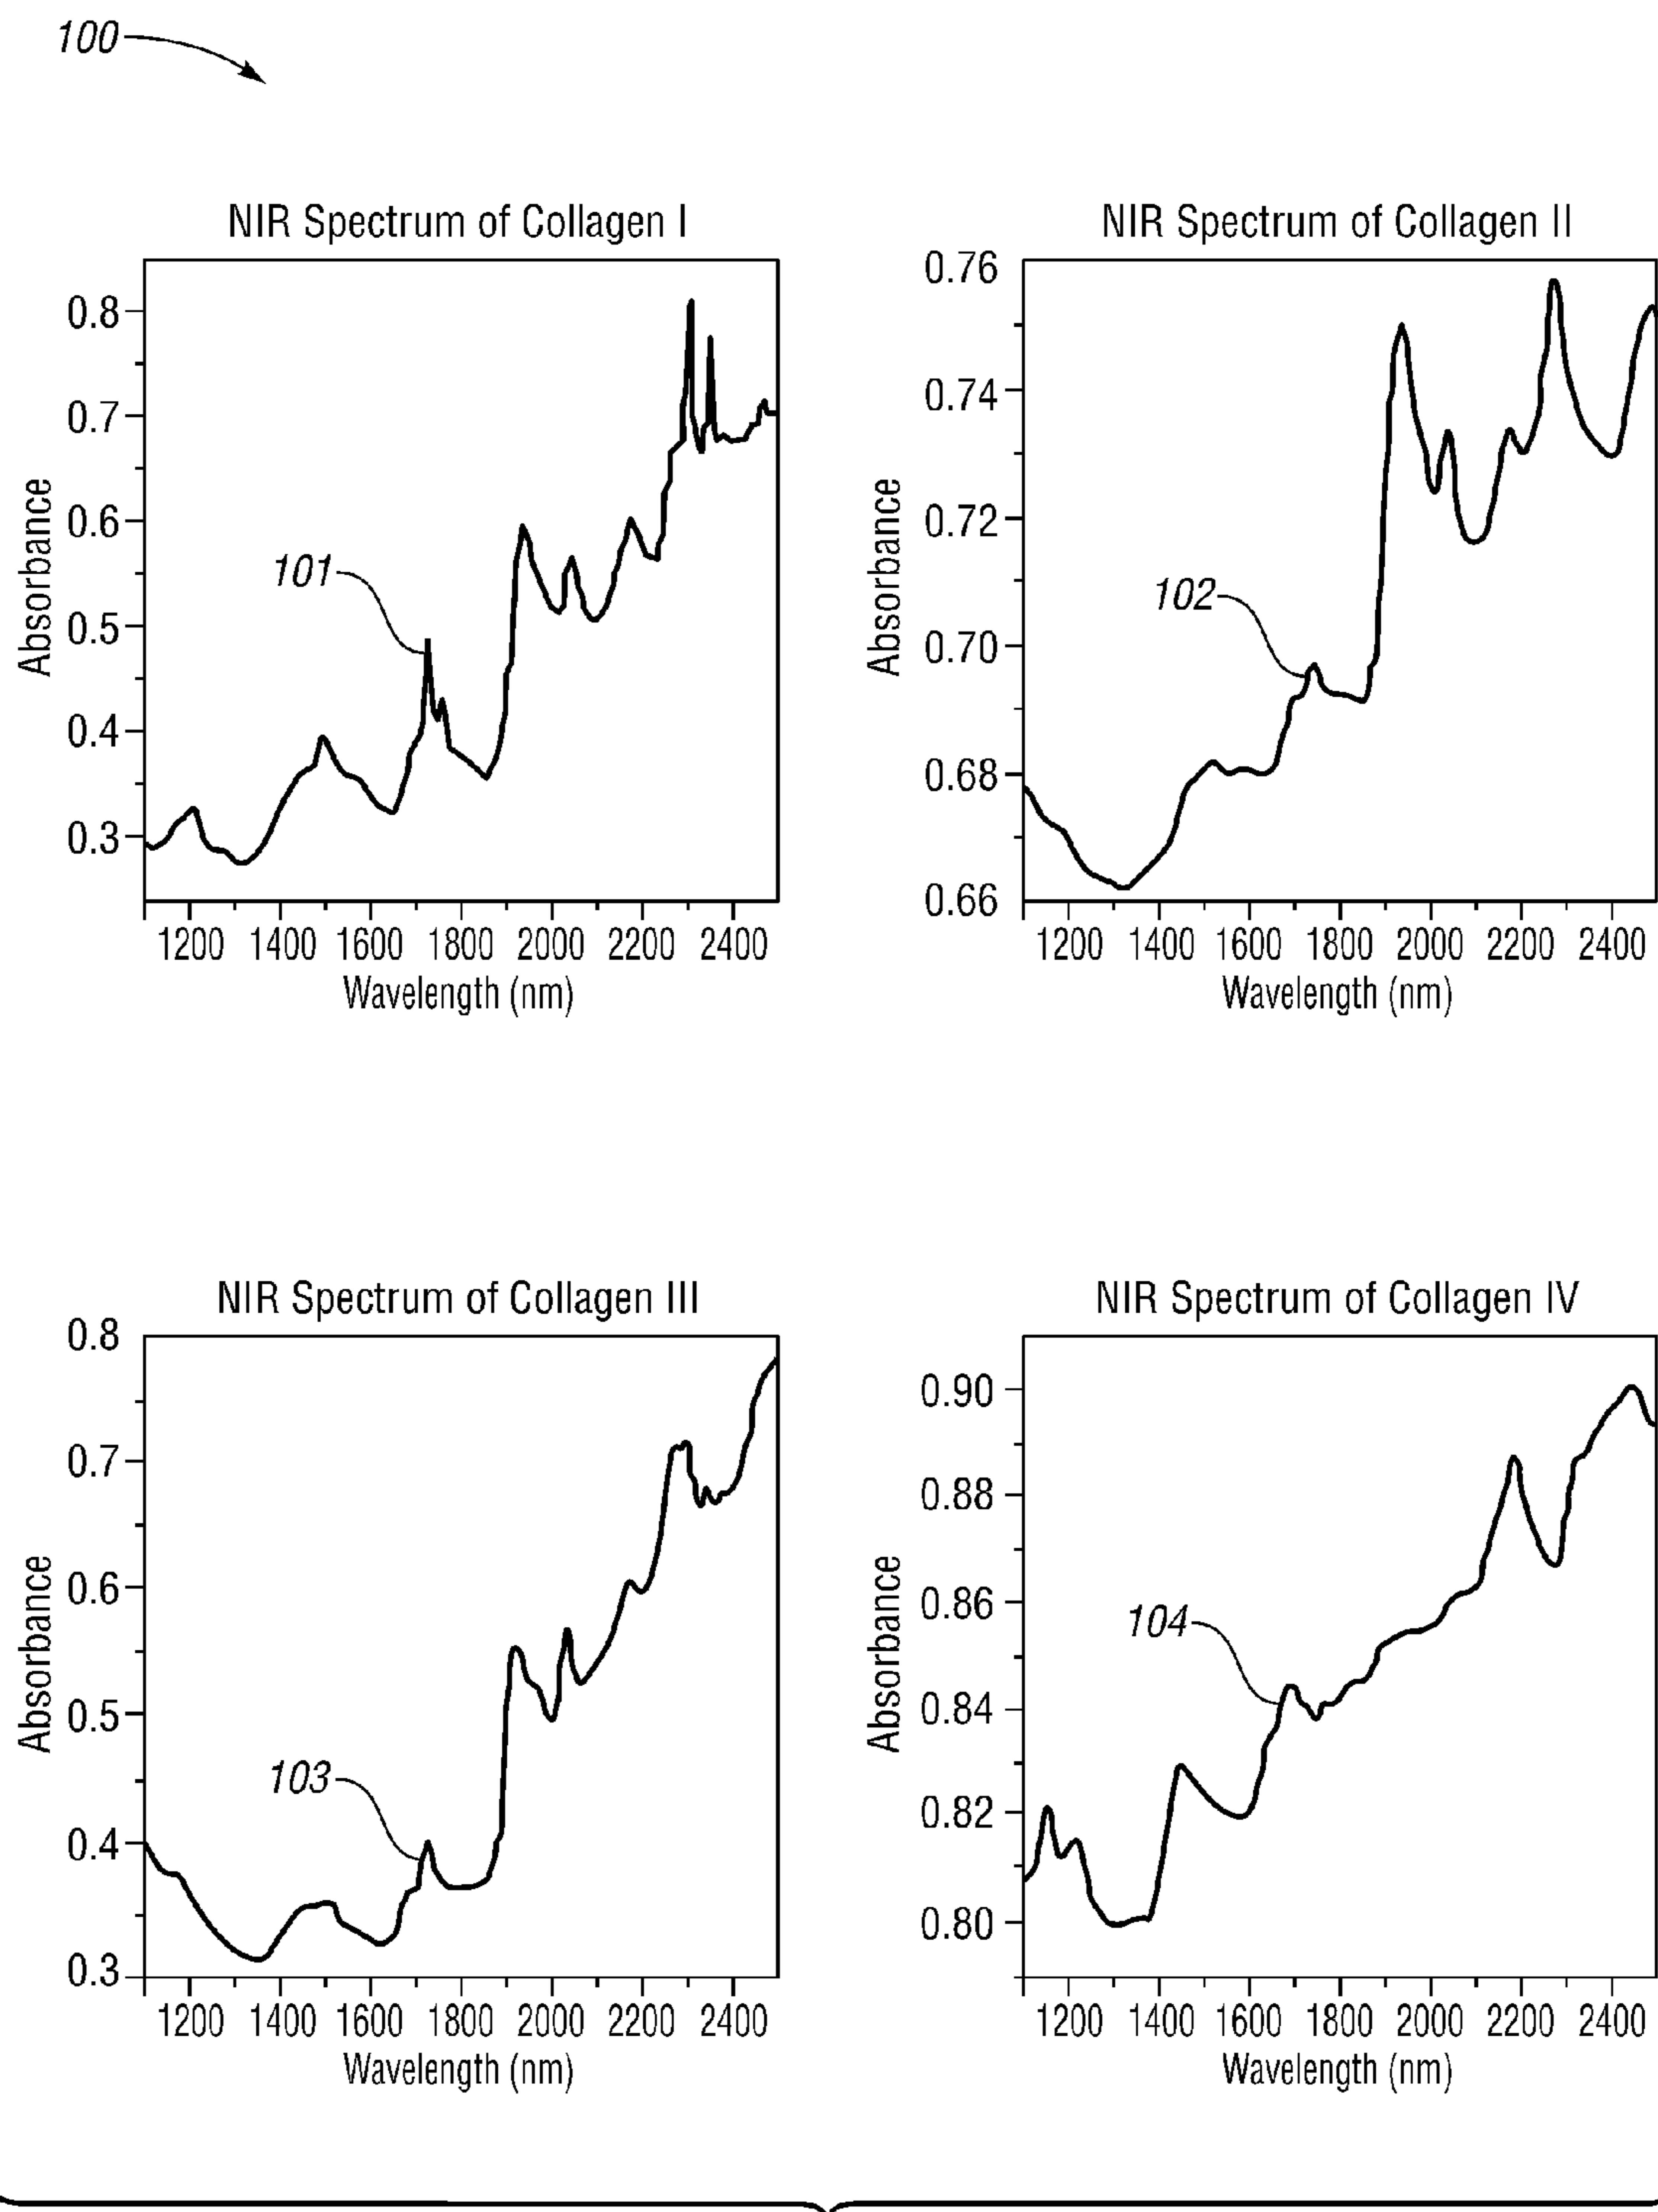 100
NIR Spectrum of Collagen I
0.8
0.7
0.6
0.5
0.4
0.3
Absorbance
101
1200 1400 1600 1800 2000 2200 2400
Wavelength (nm)
NIR Spectrum of Collagen II
0.76
0.74
0.72
0.70
0.68
0.66
Absorbance
102
1200 1400 1600 1800 2000 2200 2400
Wavelength (nm)
NIR Spectrum of Collagen III
0.8
0.7
0.6
0.5
0.4
0.3
Absorbance
103
1200 1400 1600 1800 2000 2200 2400
Wavelength (nm)
NIR Spectrum of Collagen IV
0.90
0.88
0.86
0.84
0.82
0.80
Absorbance
104
1200 1400 1600 1800 2000 2200 2400
Wavelength (nm)